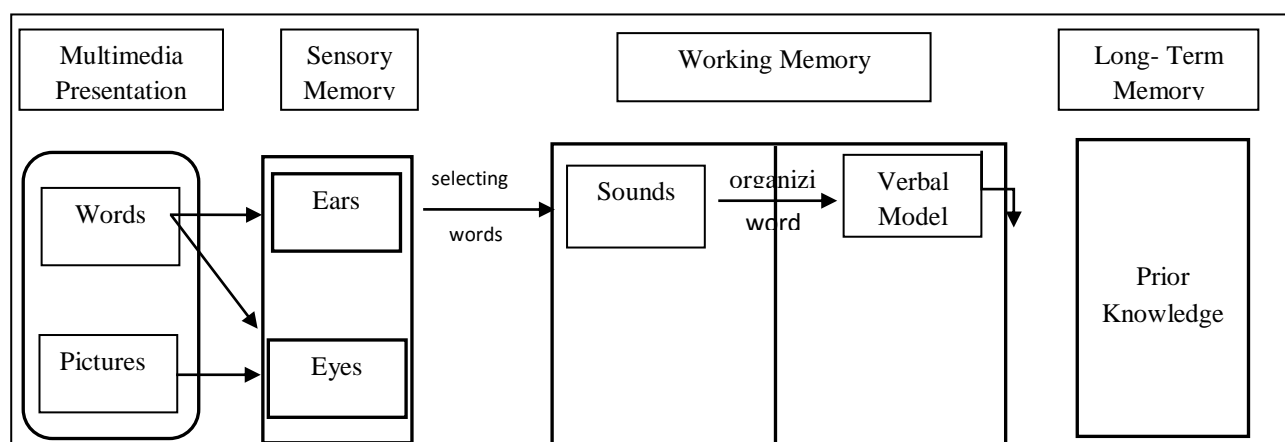 Multimedia
Presentation
Sensory
Memory
Working Memory
Long- Term
Memory
Words
Pictures
Ears
Eyes
selecting
words
Sounds
organizi
word
Verbal
Model
Prior
Knowledge